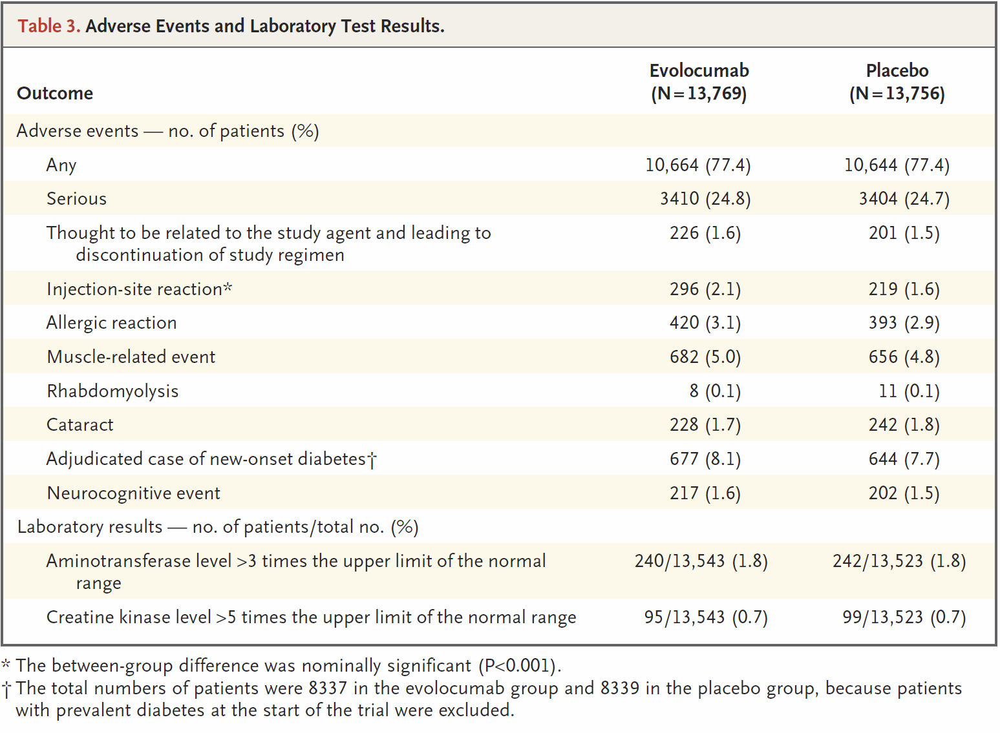 Table 3. Adverse Events and Laboratory Test Results.
Outcome Evolocumab (N=13,769) Placebo (N=13,756)
Adverse events — no. of patients (%)
Any 10,664 (77.4) 10,644 (77.4)
Serious 3410 (24.8) 3404 (24.7)
Thought to be related to the study agent and leading to 226 (1.6) 201 (1.5)
discontinuation of study regimen
Injection-site reaction* 296 (2.1) 219 (1.6)
Allergic reaction 420 (3.1) 393 (2.9)
Muscle-related event 682 (5.0) 656 (4.8)
Rhabdomyolysis 8 (0.1) 11 (0.1)
Cataract 228 (1.7) 242 (1.8)
Adjudicated case of new-onset diabetes† 677 (8.1) 644 (7.7)
Neurocognitive event 217 (1.6) 202 (1.5)
Laboratory results — no. of patients/total no. (%)
Aminotransferase level >3 times the upper limit of the normal 240/13,543 (1.8) 242/13,523 (1.8)
range
Creatine kinase level >5 times the upper limit of the normal range 95/13,543 (0.7) 99/13,523 (0.7)
* The between-group difference was nominally significant (P<0.001).
† The total numbers of patients were 8337 in the evolocumab group and 8339 in the placebo group, because patients
with prevalent diabetes at the start of the trial were excluded.